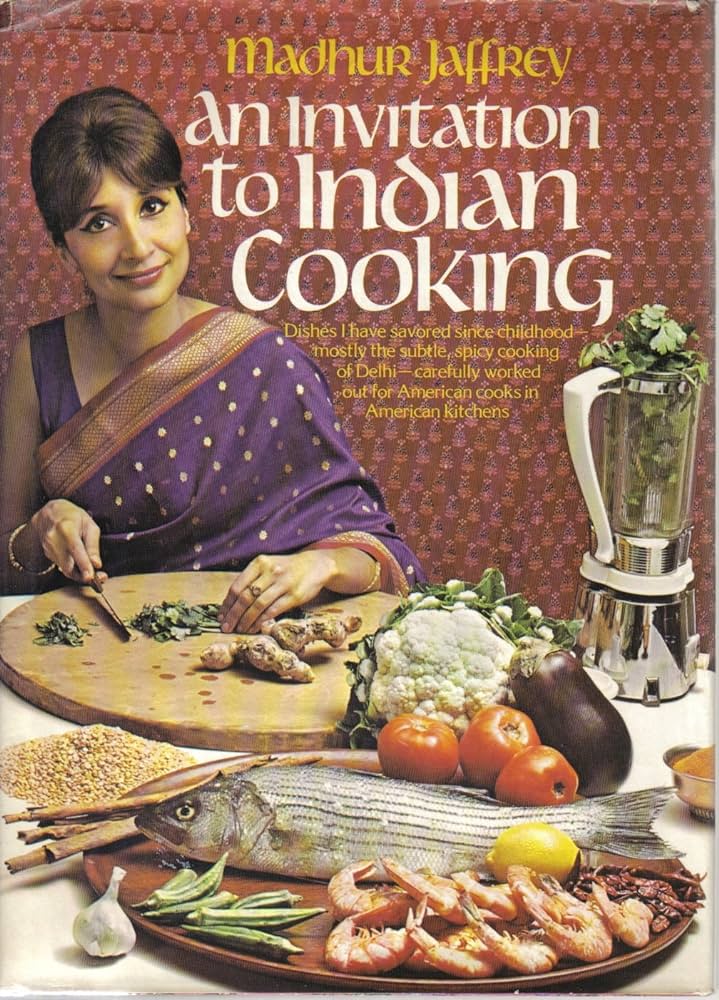 Madhur Jaffrey
an Invitation
to Indian
Cooking
Dishes I have savored since childhood—
mostly the subtle, spicy cooking
of Delhi—carefully worked
out for American cooks in
American kitchens